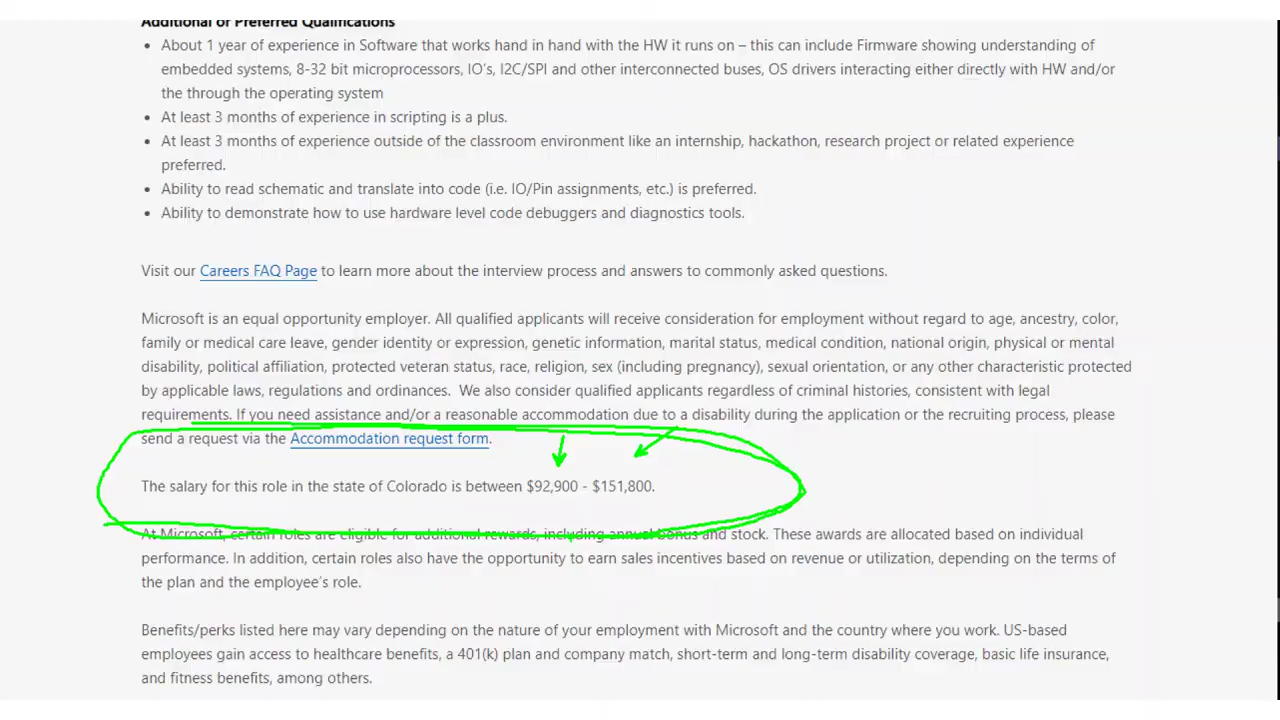 Additional or Preferred Qualifications
• About 1 year of experience in Software that works hand in hand with the HW it runs on – this can include Firmware showing understanding of
embedded systems, 8-32 bit microprocessors, IO's, I2C/SPI and other interconnected buses, OS drivers interacting either directly with HW and/or
the through the operating system
• At least 3 months of experience in scripting is a plus.
• At least 3 months of experience outside of the classroom environment like an internship, hackathon, research project or related experience
preferred.
• Ability to read schematic and translate into code (i.e. IO/Pin assignments, etc.) is preferred.
• Ability to demonstrate how to use hardware level code debuggers and diagnostics tools.
Visit our Careers FAQ Page to learn more about the interview process and answers to commonly asked questions.
Microsoft is an equal opportunity employer. All qualified applicants will receive consideration for employment without regard to age, ancestry, color,
family or medical care leave, gender identity or expression, genetic information, marital status, medical condition, national origin, physical or mental
disability, political affiliation, protected veteran status, race, religion, sex (including pregnancy), sexual orientation, or any other characteristic protected
by applicable laws, regulations and ordinances.  We also consider qualified applicants regardless of criminal histories, consistent with legal
requirements. If you need assistance and/or a reasonable accommodation due to a disability during the application or the recruiting process, please
send a request via the Accommodation request form.
The salary for this role in the state of Colorado is between $92,900 - $151,800.
At Microsoft, certain roles are eligible for additional rewards, including annual bonus and stock. These awards are allocated based on individual
performance. In addition, certain roles also have the opportunity to earn sales incentives based on revenue or utilization, depending on the terms of
the plan and the employee's role.
Benefits/perks listed here may vary depending on the nature of your employment with Microsoft and the country where you work. US-based
employees gain access to healthcare benefits, a 401(k) plan and company match, short-term and long-term disability coverage, basic life insurance,
and fitness benefits, among others.